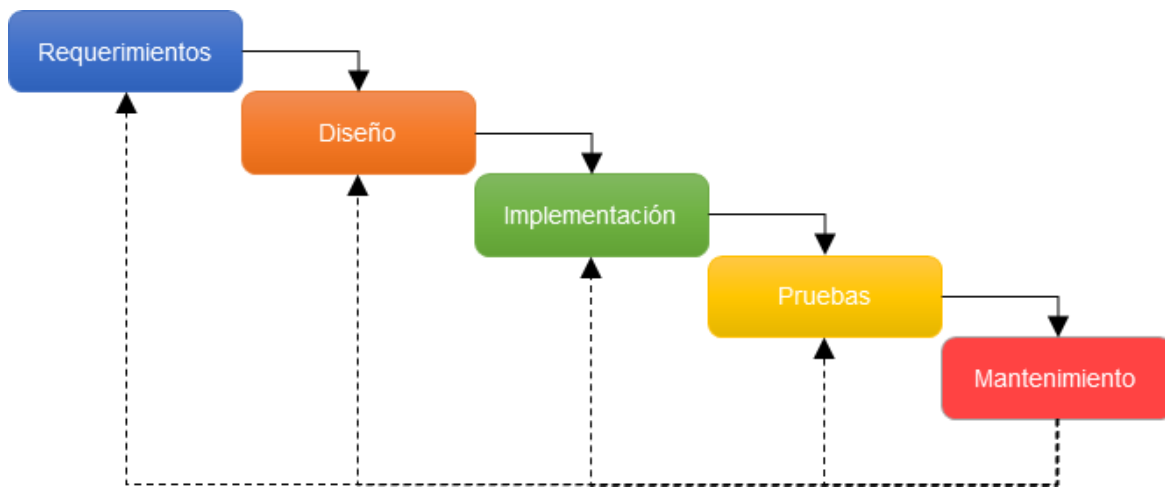 Requerimientos
Diseño
Implementación
Pruebas
Mantenimiento